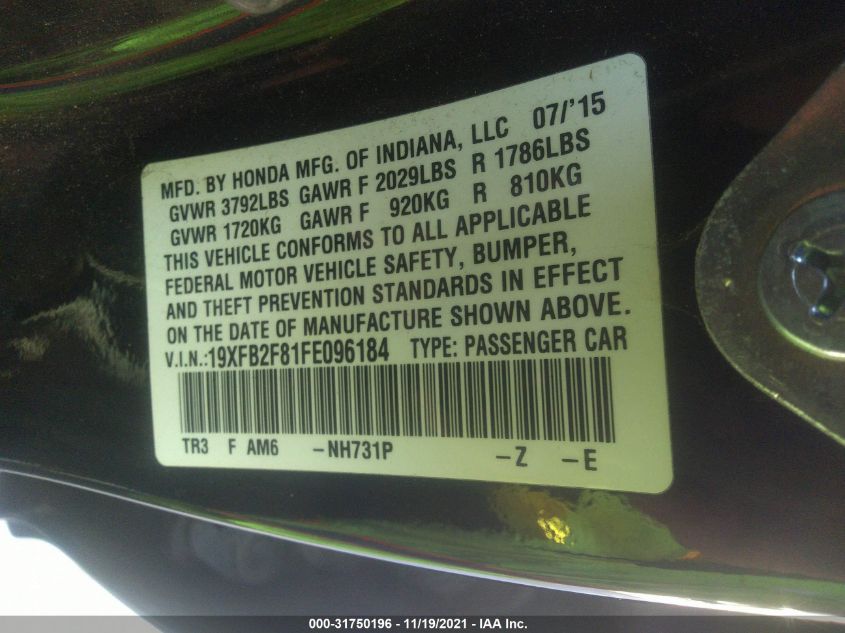 MFD. BY HONDA MFG. OF INDIANA, LLC 07/'15
GVWR 3792LBS GAWR F 2029LBS R 1786LBS
GVWR 1720KG GAWR F 920KG R 810KG
THIS VEHICLE CONFORMS TO ALL APPLICABLE
FEDERAL MOTOR VEHICLE SAFETY, BUMPER,
AND THEFT PREVENTION STANDARDS IN EFFECT
ON THE DATE OF MANUFACTURE SHOWN ABOVE.
V.I.N.:19XFB2F81FE096184 TYPE: PASSENGER CAR
TR3 F AM6 -NH731P -Z -E
000-31750196 - 11/19/2021 - IAA Inc.